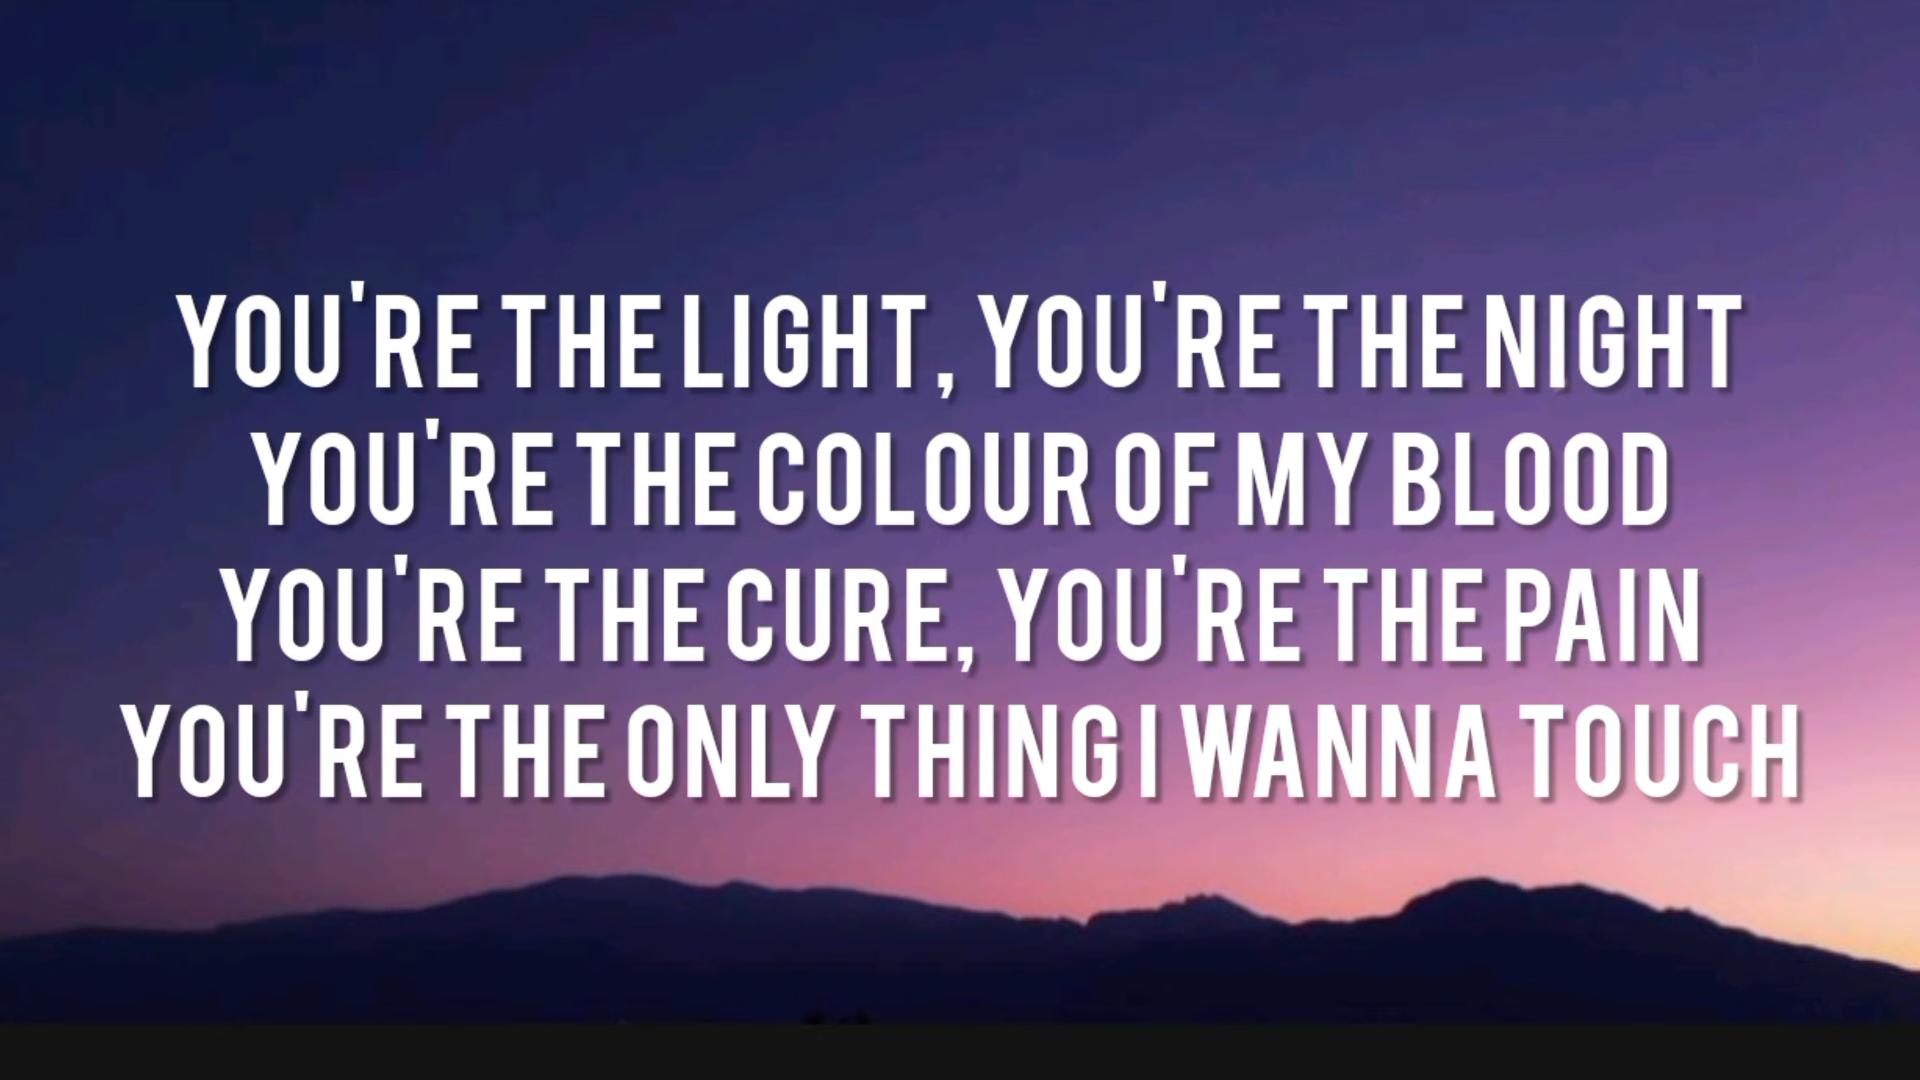 YOU'RE THE LIGHT, YOU'RE THE NIGHT
YOU'RE THE COLOUR OF MY BLOOD
YOU'RE THE CURE, YOU'RE THE PAIN
YOU'RE THE ONLY THING I WANNA TOUCH